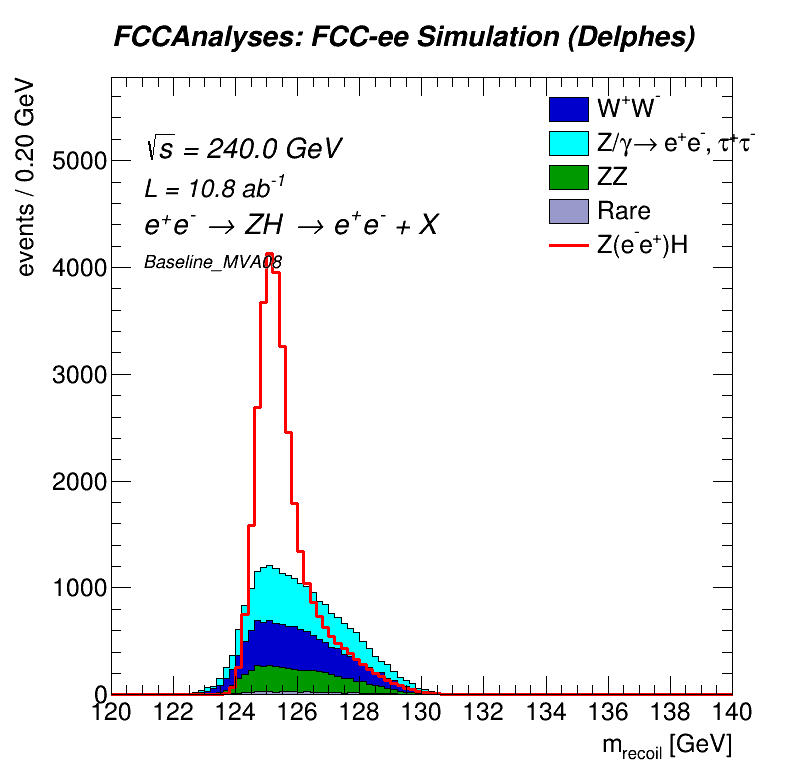 FCCAnalyses: FCC-ee Simulation (Delphes)
events / 0.20 GeV
√s = 240.0 GeV
L = 10.8 ab⁻¹
e⁺e⁻ → ZH → e⁺e⁻ + X
Baseline_MVA08
W⁺W⁻
Z/γ→ e⁺e⁻, τ⁺τ⁻
ZZ
Rare
Z(e⁻e⁺)H
5000
4000
3000
2000
1000
0
120 122 124 126 128 130 132 134 136 138 140
m_recoil [GeV]